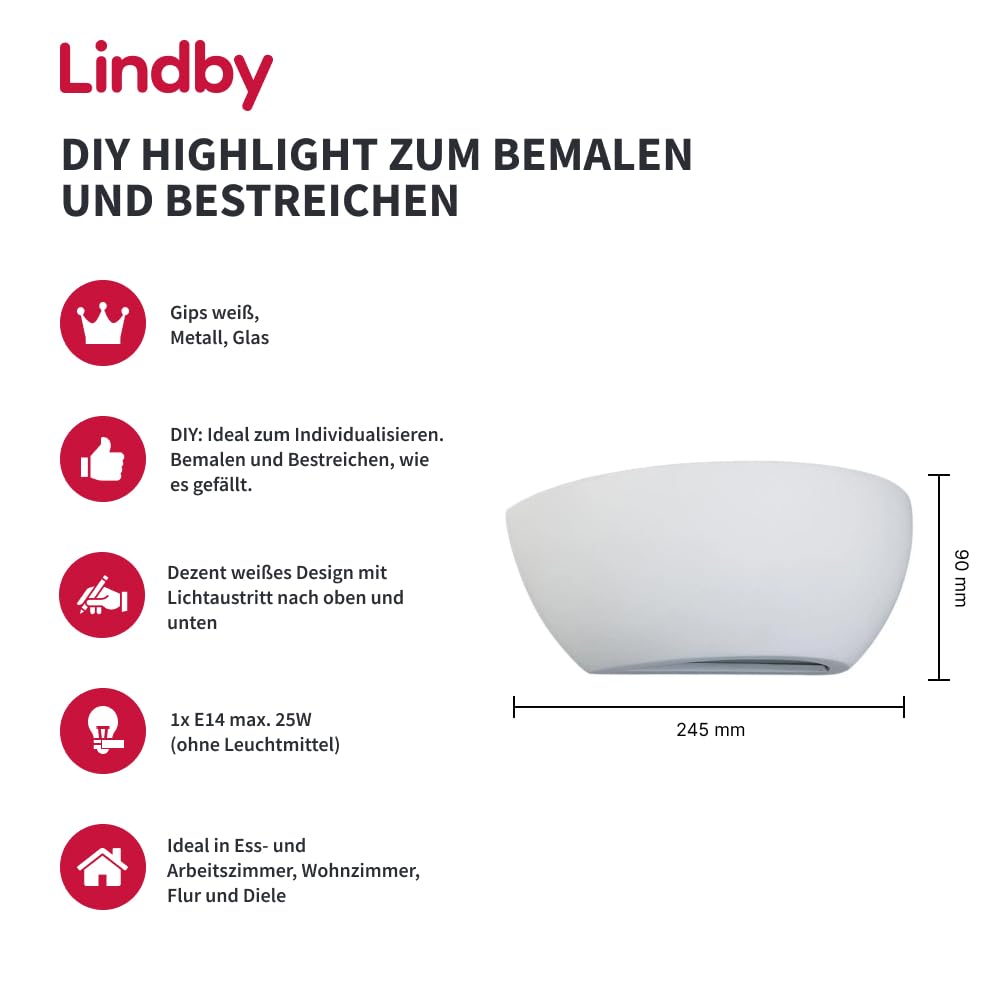 Lindby
DIY HIGHLIGHT ZUM BEMALEN
UND BESTREICHEN
Gips weiß,
Metall, Glas
DIY: Ideal zum Individualisieren.
Bemalen und Bestreichen, wie
es gefällt.
Dezent weißes Design mit
Lichtaustritt nach oben und
unten
1x E14 max. 25W
(ohne Leuchtmittel)
Ideal in Ess- und
Arbeitszimmer, Wohnzimmer,
Flur und Diele
90 mm
245 mm